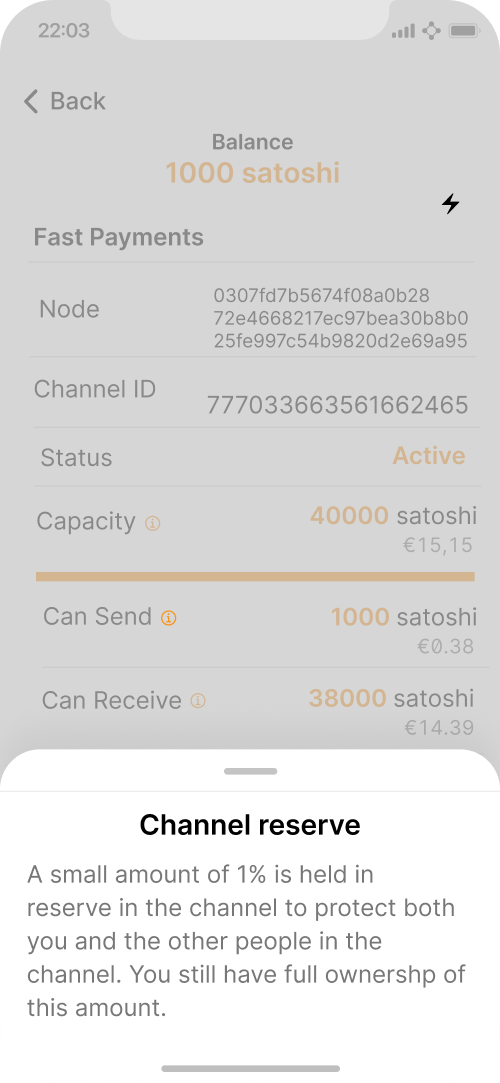 22:03
Back
Balance
1000 satoshi
Fast Payments
Node
0307fd7b5674f08a0b28
72e4668217ec97bea30b8b0
25fe997c54b9820d2e69a95
Channel ID
777033663561662465
Status Active
Capacity 40000 satoshi
€15,15
Can Send 1000 satoshi
€0.38
Can Receive 38000 satoshi
€14.39
Channel reserve
A small amount of 1% is held in
reserve in the channel to protect both
you and the other people in the
channel. You still have full ownershp of
this amount.